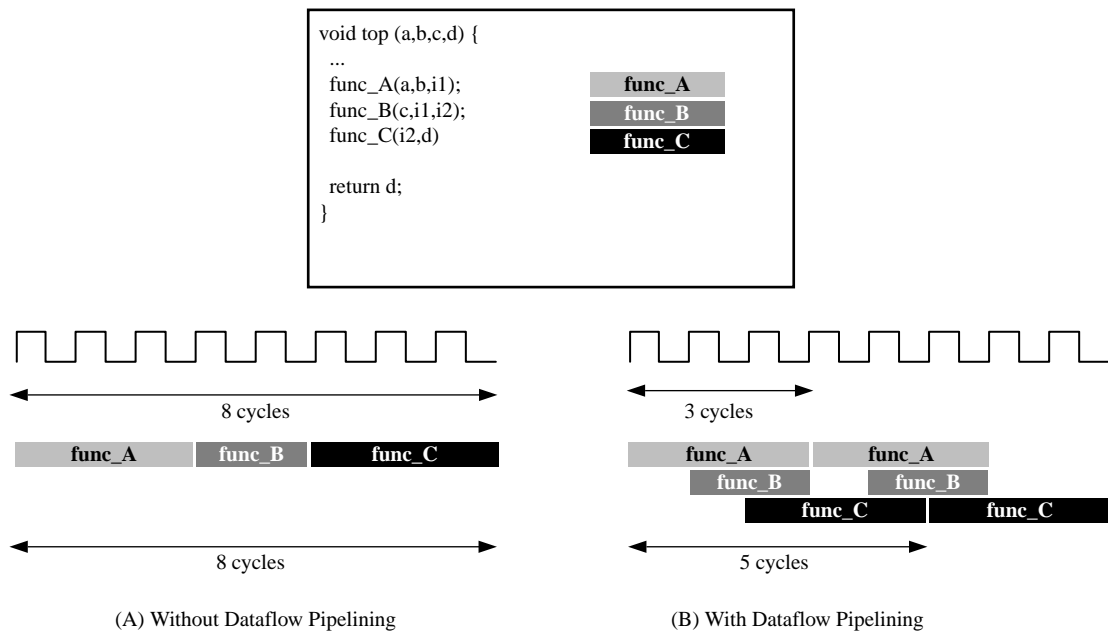 void top (a,b,c,d) {
...
func_A(a,b,i1);
func_B(c,i1,i2);
func_C(i2,d)
return d;
}
func_A
func_B
func_C
8 cycles
func_A func_B func_C
8 cycles
(A) Without Dataflow Pipelining
3 cycles
func_A func_A
func_B func_B
func_C func_C
5 cycles
(B) With Dataflow Pipelining